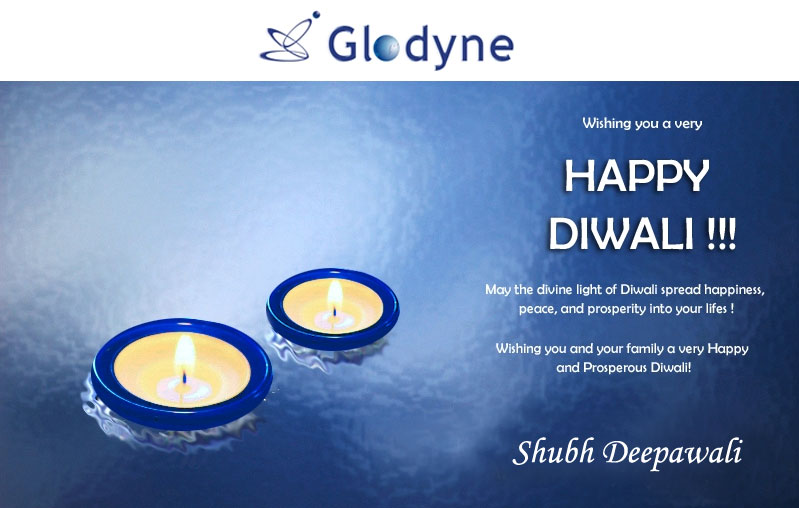 Glodyne
Wishing you a very
HAPPY
DIWALI !!!
May the divine light of Diwali spread happiness,
peace, and prosperity into your lifes !
Wishing you and your family a very Happy
and Prosperous Diwali!
Shubh Deepawali